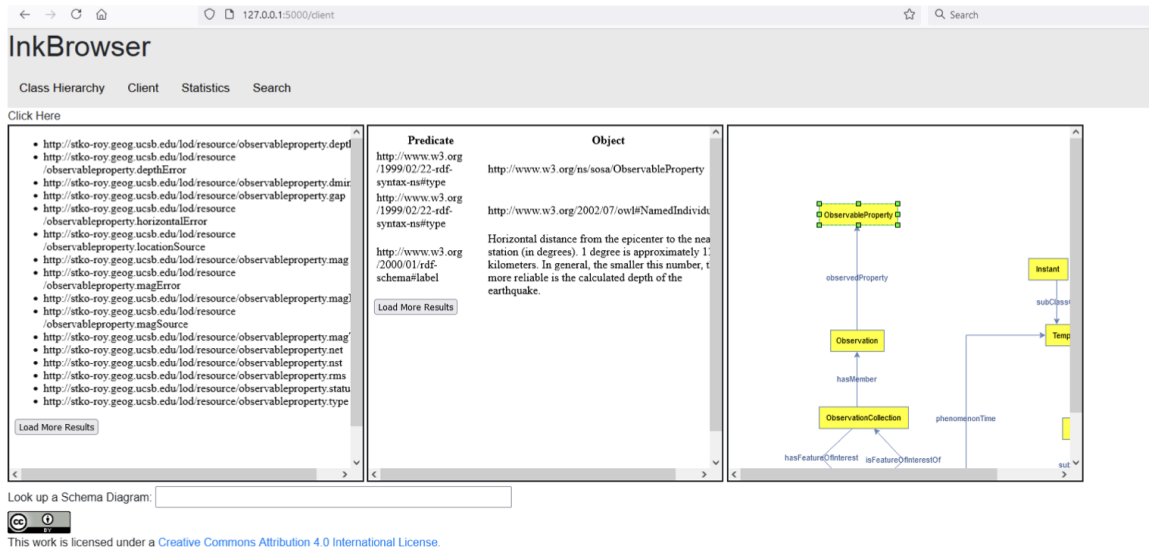 127.0.0.1:5000/client
Search
InkBrowser
Class Hierarchy Client Statistics Search
Click Here
http://stko-roy.geog.ucsb.edu/lod/resource/observableproperty.dept
http://stko-roy.geog.ucsb.edu/lod/resource
/observableproperty.depthError
http://stko-roy.geog.ucsb.edu/lod/resource/observableproperty.dmin
http://stko-roy.geog.ucsb.edu/lod/resource/observableproperty.gap
http://stko-roy.geog.ucsb.edu/lod/resource
/observableproperty.horizontalError
http://stko-roy.geog.ucsb.edu/lod/resource
/observableproperty.locationSource
http://stko-roy.geog.ucsb.edu/lod/resource/observableproperty.mag
http://stko-roy.geog.ucsb.edu/lod/resource
/observableproperty.magError
http://stko-roy.geog.ucsb.edu/lod/resource/observableproperty.mag
http://stko-roy.geog.ucsb.edu/lod/resource
/observableproperty.magSource
http://stko-roy.geog.ucsb.edu/lod/resource/observableproperty.mag
http://stko-roy.geog.ucsb.edu/lod/resource/observableproperty.net
http://stko-roy.geog.ucsb.edu/lod/resource/observableproperty.nst
http://stko-roy.geog.ucsb.edu/lod/resource/observableproperty.rms
http://stko-roy.geog.ucsb.edu/lod/resource/observableproperty.statu
http://stko-roy.geog.ucsb.edu/lod/resource/observableproperty.type
Load More Results
Predicate Object
http://www.w3.org
/1999/02/22-rdf-
syntax-ns#type
http://www.w3.org/ns/sosa/ObservableProperty
http://www.w3.org
/1999/02/22-rdf-
syntax-ns#type
http://www.w3.org/2002/07/owl#NamedIndividu
http://www.w3.org
/2000/01/rdf-
schema#label
Horizontal distance from the epicenter to the nea
station (in degrees). 1 degree is approximately 11
kilometers. In general, the smaller this number, t
more reliable is the calculated depth of the
earthquake.
Load More Results
ObservableProperty
observedProperty
Instant
subClass
Temp
Observation
hasMember
ObservationCollection
phenomenonTime
hasFeatureOfInterest
isFeatureOfInterestOf
sub
Look up a Schema Diagram:
cc
BY
This work is licensed under a Creative Commons Attribution 4.0 International License.